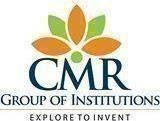 CMR
GROUP OF INSTITUTIONS
EXPLORE TO INVENT